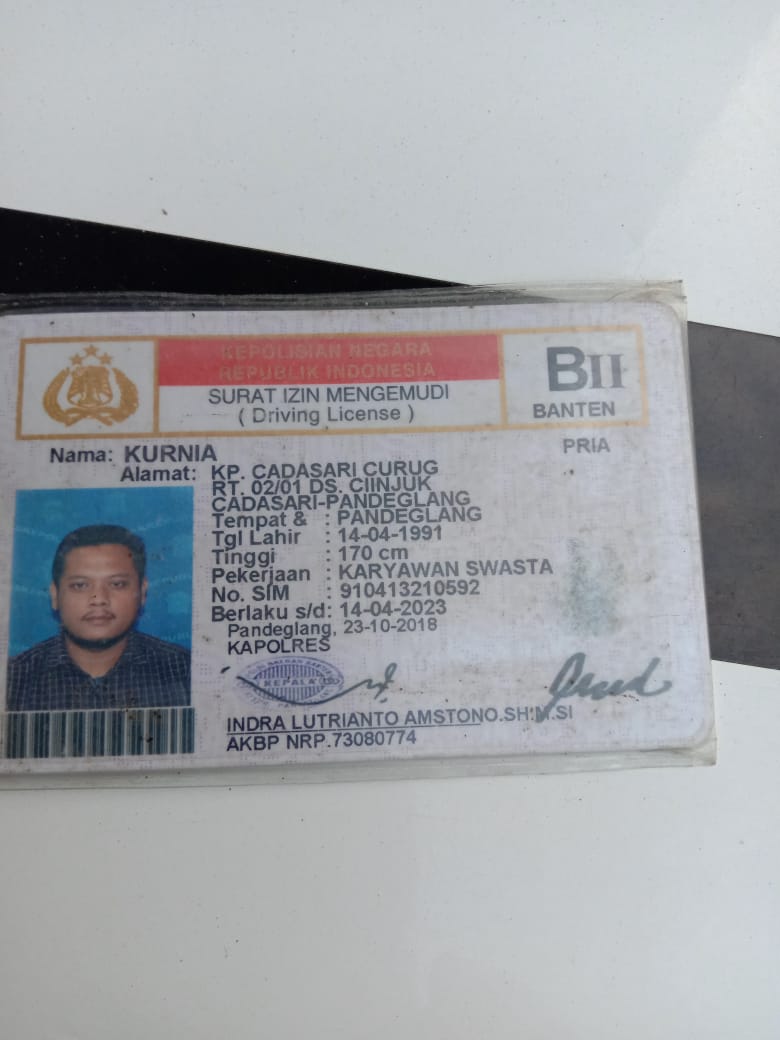 KEPOLISIAN NEGARA
REPUBLIK INDONESIA
SURAT IZIN MENGEMUDI
( Driving License )
BII
BANTEN
Nama: KURNIA
PRIA
Alamat: KP. CADASARI CURUG
RT. 02/01 DS. CIINJUK
CADASARI-PANDEGLANG
Tempat & : PANDEGLANG
Tgl Lahir : 14-04-1991
Tinggi : 170 cm
Pekerjaan : KARYAWAN SWASTA
No. SIM : 910413210592
Berlaku s/d: 14-04-2023
Pandeglang, 23-10-2018
KAPOLRES
KEPALA
INDRA LUTRIANTO AMSTONO.SH.M.SI
AKBP NRP.73080774